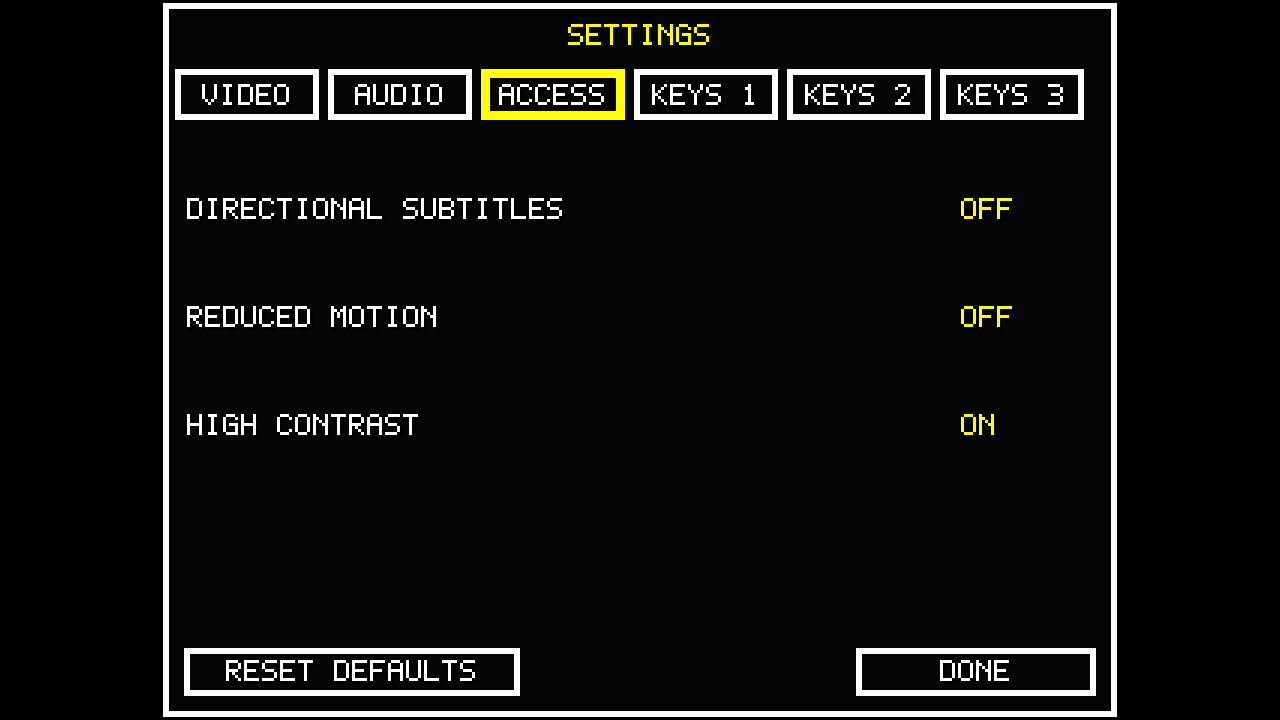 SETTINGS
VIDEO AUDIO ACCESS KEYS 1 KEYS 2 KEYS 3
DIRECTIONAL SUBTITLES OFF
REDUCED MOTION OFF
HIGH CONTRAST ON
RESET DEFAULTS DONE